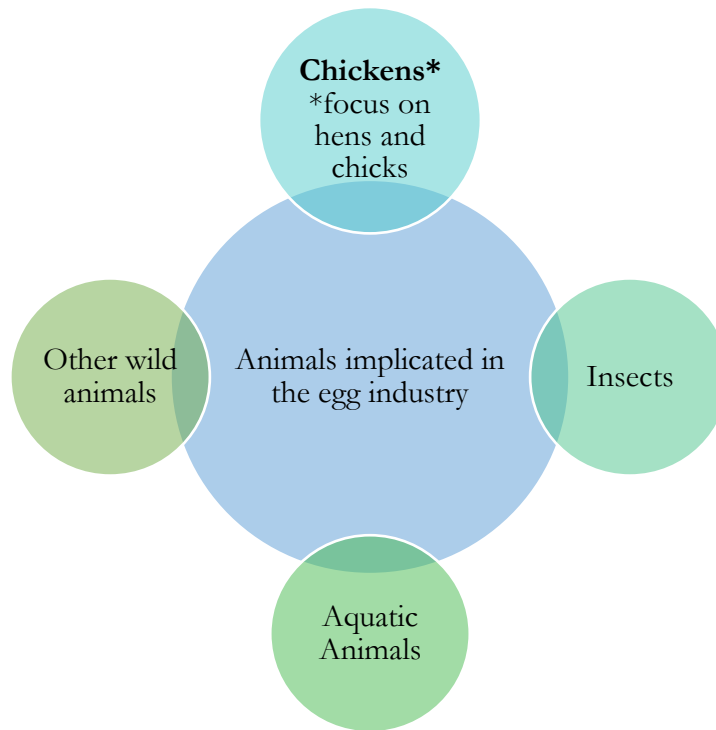 Chickens*
*focus on
hens and
chicks
Other wild
animals
Animals implicated in
the egg industry
Insects
Aquatic
Animals